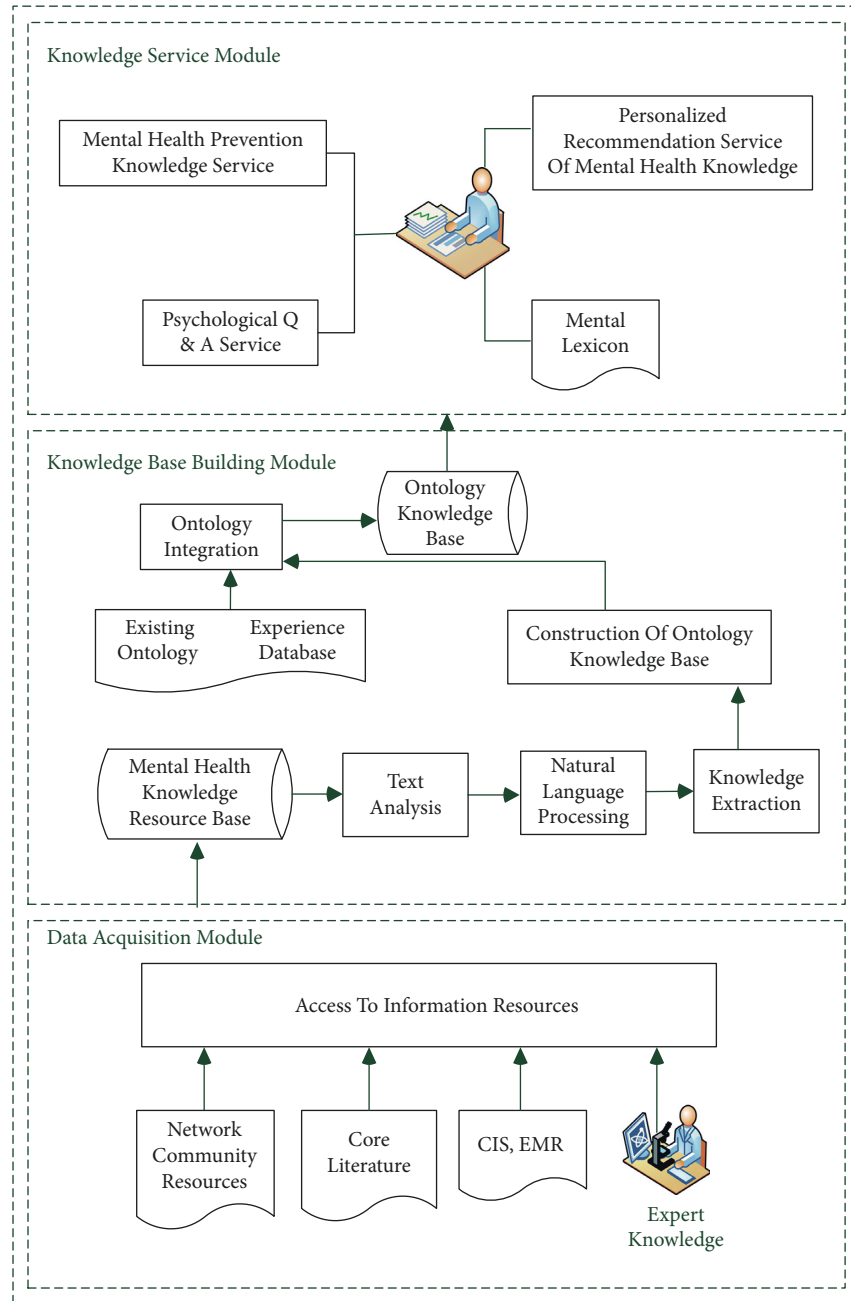 Knowledge Service Module
Mental Health Prevention
Knowledge Service
Personalized
Recommendation Service
Of Mental Health Knowledge
Psychological Q
& A Service
Mental
Lexicon
Knowledge Base Building Module
Ontology
Knowledge
Base
Ontology
Integration
Existing
Ontology
Experience
Database
Construction Of Ontology
Knowledge Base
Mental Health
Knowledge
Resource Base
Text
Analysis
Natural
Language
Processing
Knowledge
Extraction
Data Acquisition Module
Access To Information Resources
Network
Community
Resources
Core
Literature
CIS, EMR
Expert
Knowledge